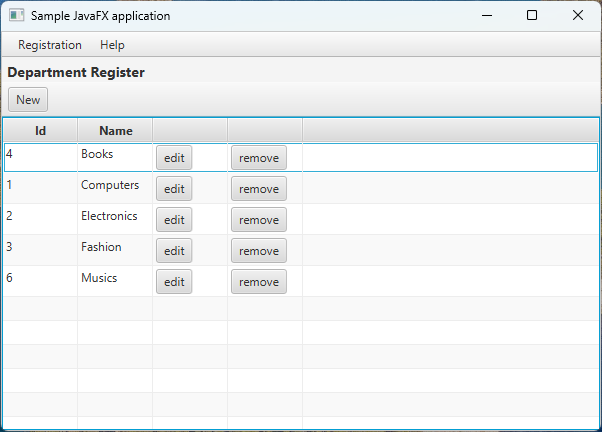 Sample JavaFX application
Registration Help
Department Register
New
Id Name
4 Books edit remove
1 Computers edit remove
2 Electronics edit remove
3 Fashion edit remove
6 Musics edit remove